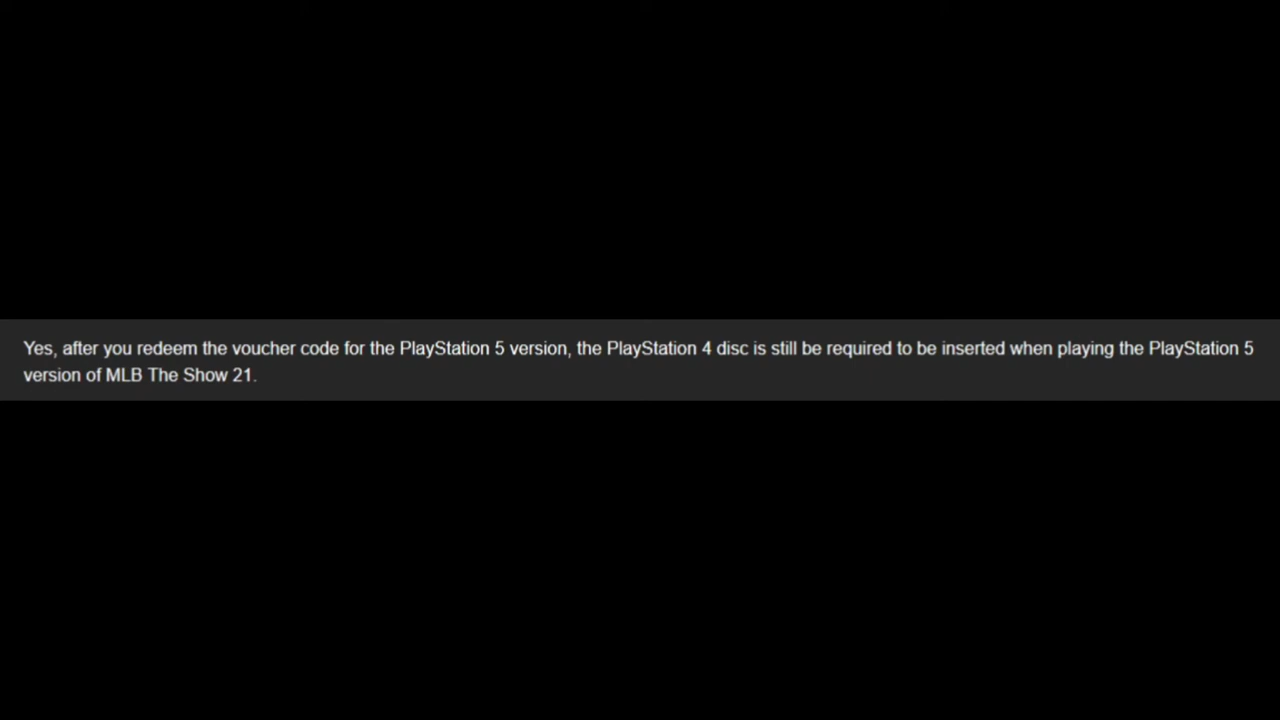 Yes, after you redeem the voucher code for the PlayStation 5 version, the PlayStation 4 disc is still be required to be inserted when playing the PlayStation 5
version of MLB The Show 21.